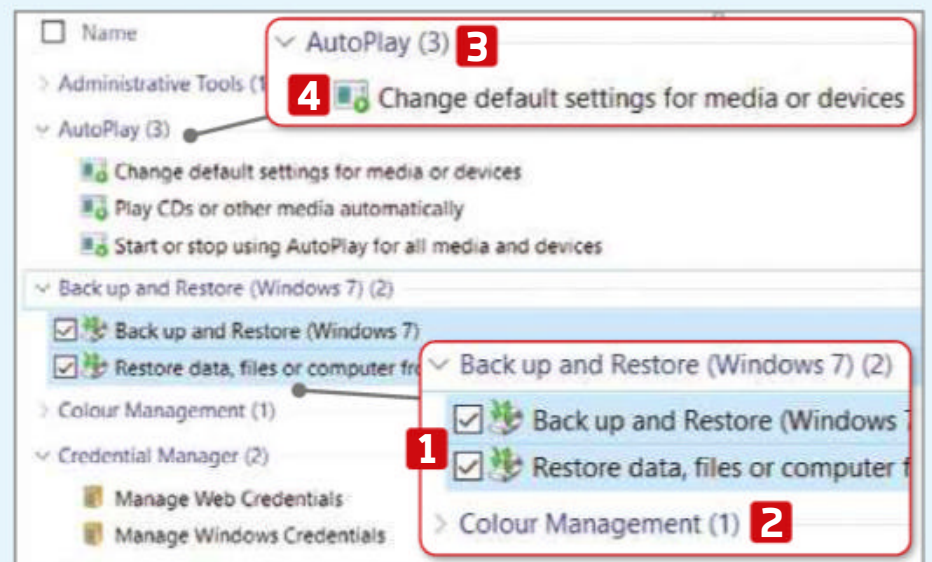 Name
AutoPlay (3) 3
4 Change default settings for media or devices
Administrative Tools (1
AutoPlay (3)
Change default settings for media or devices
Play CDs or other media automatically
Start or stop using AutoPlay for all media and devices
Back up and Restore (Windows 7) (2)
Back up and Restore (Windows 7)
Restore data, files or computer fro
Back up and Restore (Windows 7) (2)
1
Back up and Restore (Windows 7
Restore data, files or computer f
Colour Management (1) 2
Colour Management (1)
Credential Manager (2)
Manage Web Credentials
Manage Windows Credentials